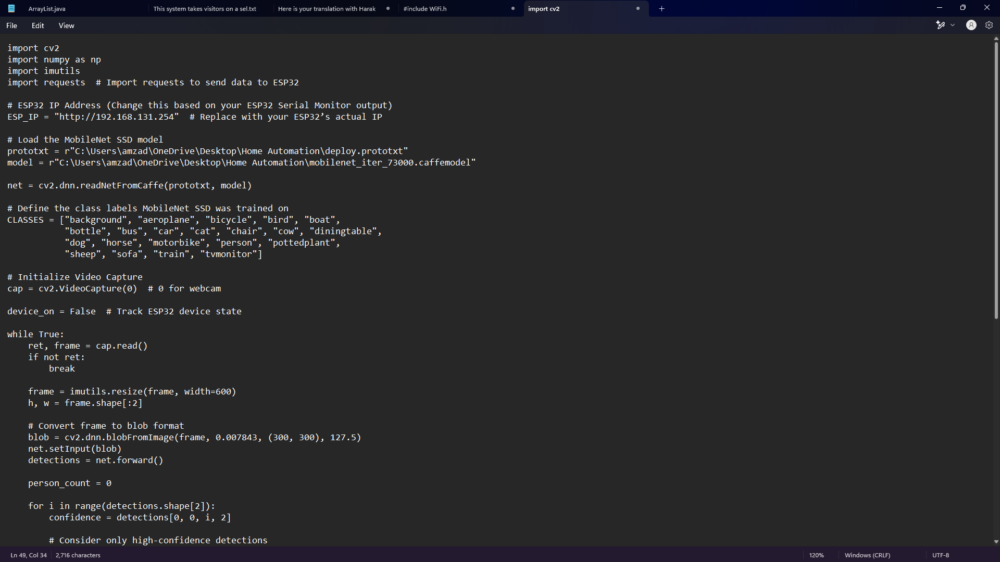 ArrayList.java
This system takes visitors on a sel.txt
Here is your translation with Harak
#include WiFi.h
import cv2
File Edit View
import cv2
import numpy as np
import imutils
import requests  # Import requests to send data to ESP32

# ESP32 IP Address (Change this based on your ESP32 Serial Monitor output)
ESP_IP = "http://192.168.131.254"  # Replace with your ESP32’s actual IP

# Load the MobileNet SSD model
prototxt = r"C:\Users\amzad\OneDrive\Desktop\Home Automation\deploy.prototxt"
model = r"C:\Users\amzad\OneDrive\Desktop\Home Automation\mobilenet_iter_73000.caffemodel"

net = cv2.dnn.readNetFromCaffe(prototxt, model)

# Define the class labels MobileNet SSD was trained on
CLASSES = ["background", "aeroplane", "bicycle", "bird", "boat",
           "bottle", "bus", "car", "cat", "chair", "cow", "diningtable",
           "dog", "horse", "motorbike", "person", "pottedplant",
           "sheep", "sofa", "train", "tvmonitor"]

# Initialize Video Capture
cap = cv2.VideoCapture(0)  # 0 for webcam

device_on = False  # Track ESP32 device state

while True:
    ret, frame = cap.read()
    if not ret:
        break

    frame = imutils.resize(frame, width=600)
    h, w = frame.shape[:2]

    # Convert frame to blob format
    blob = cv2.dnn.blobFromImage(frame, 0.007843, (300, 300), 127.5)
    net.setInput(blob)
    detections = net.forward()

    person_count = 0

    for i in range(detections.shape[2]):
        confidence = detections[0, 0, i, 2]

        # Consider only high-confidence detections
Ln 49, Col 34 2,716 characters 120% Windows (CRLF) UTF-8